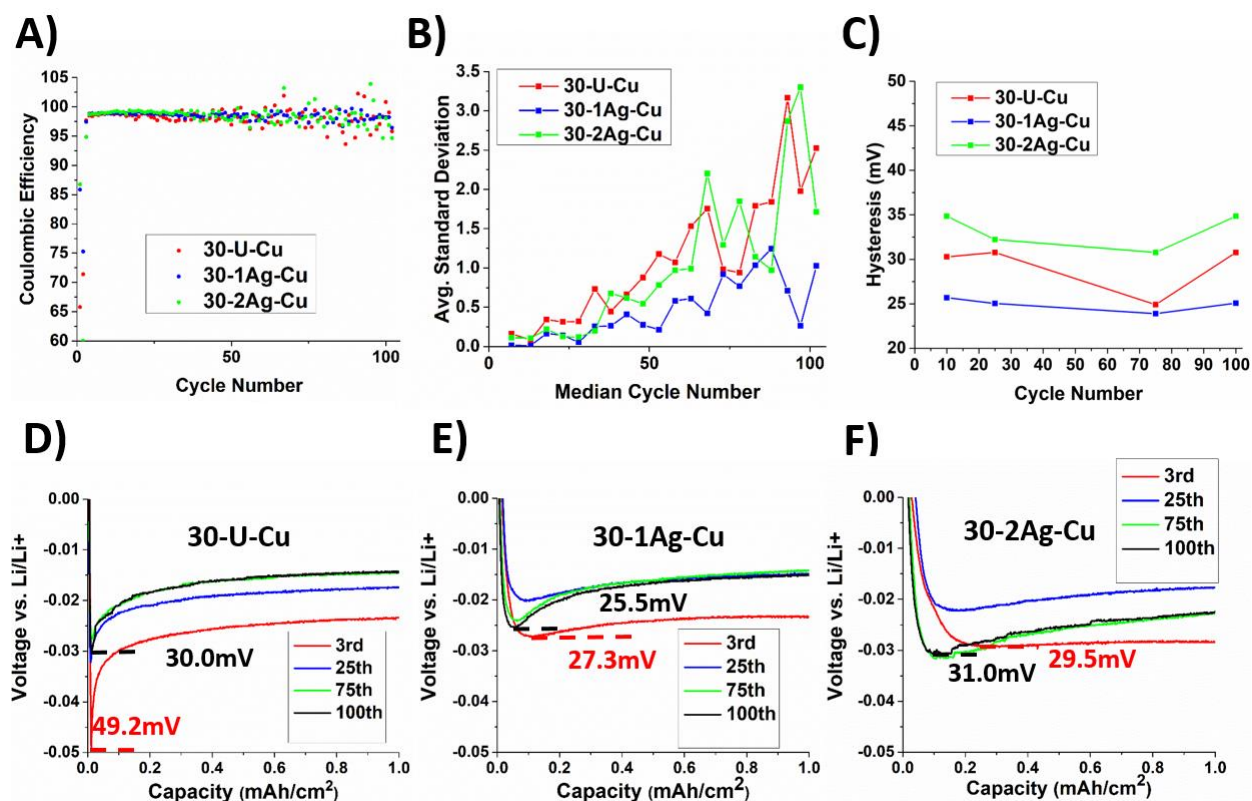 A)
Coulombic Efficiency
105
100
95
90
85
80
75
70
65
60
30-U-Cu
30-1Ag-Cu
30-2Ag-Cu
0
50
100
Cycle Number
B)
Avg. Standard Deviation
3.5
3.0
2.5
2.0
1.5
1.0
0.5
0.0
30-U-Cu
30-1Ag-Cu
30-2Ag-Cu
0
50
100
Median Cycle Number
C)
Hysteresis (mV)
50
45
40
35
30
25
20
15
30-U-Cu
30-1Ag-Cu
30-2Ag-Cu
0 10 20 30 40 50 60 70 80 90 100
Cycle Number
D)
Voltage vs. Li/Li+
0.00
-0.01
-0.02
-0.03
-0.04
-0.05
30-U-Cu
30.0mV
49.2mV
3rd
25th
75th
100th
0.0 0.2 0.4 0.6 0.8 1.0
Capacity (mAh/cm²)
E)
Voltage vs. Li/Li+
0.00
-0.01
-0.02
-0.03
-0.04
-0.05
30-1Ag-Cu
25.5mV
27.3mV
3rd
25th
75th
100th
0.0 0.2 0.4 0.6 0.8 1.0
Capacity (mAh/cm²)
F)
Voltage vs. Li/Li+
0.00
-0.01
-0.02
-0.03
-0.04
-0.05
3rd
25th
75th
100th
30-2Ag-Cu
29.5mV
31.0mV
0.0 0.2 0.4 0.6 0.8 1.0
Capacity (mAh/cm²)